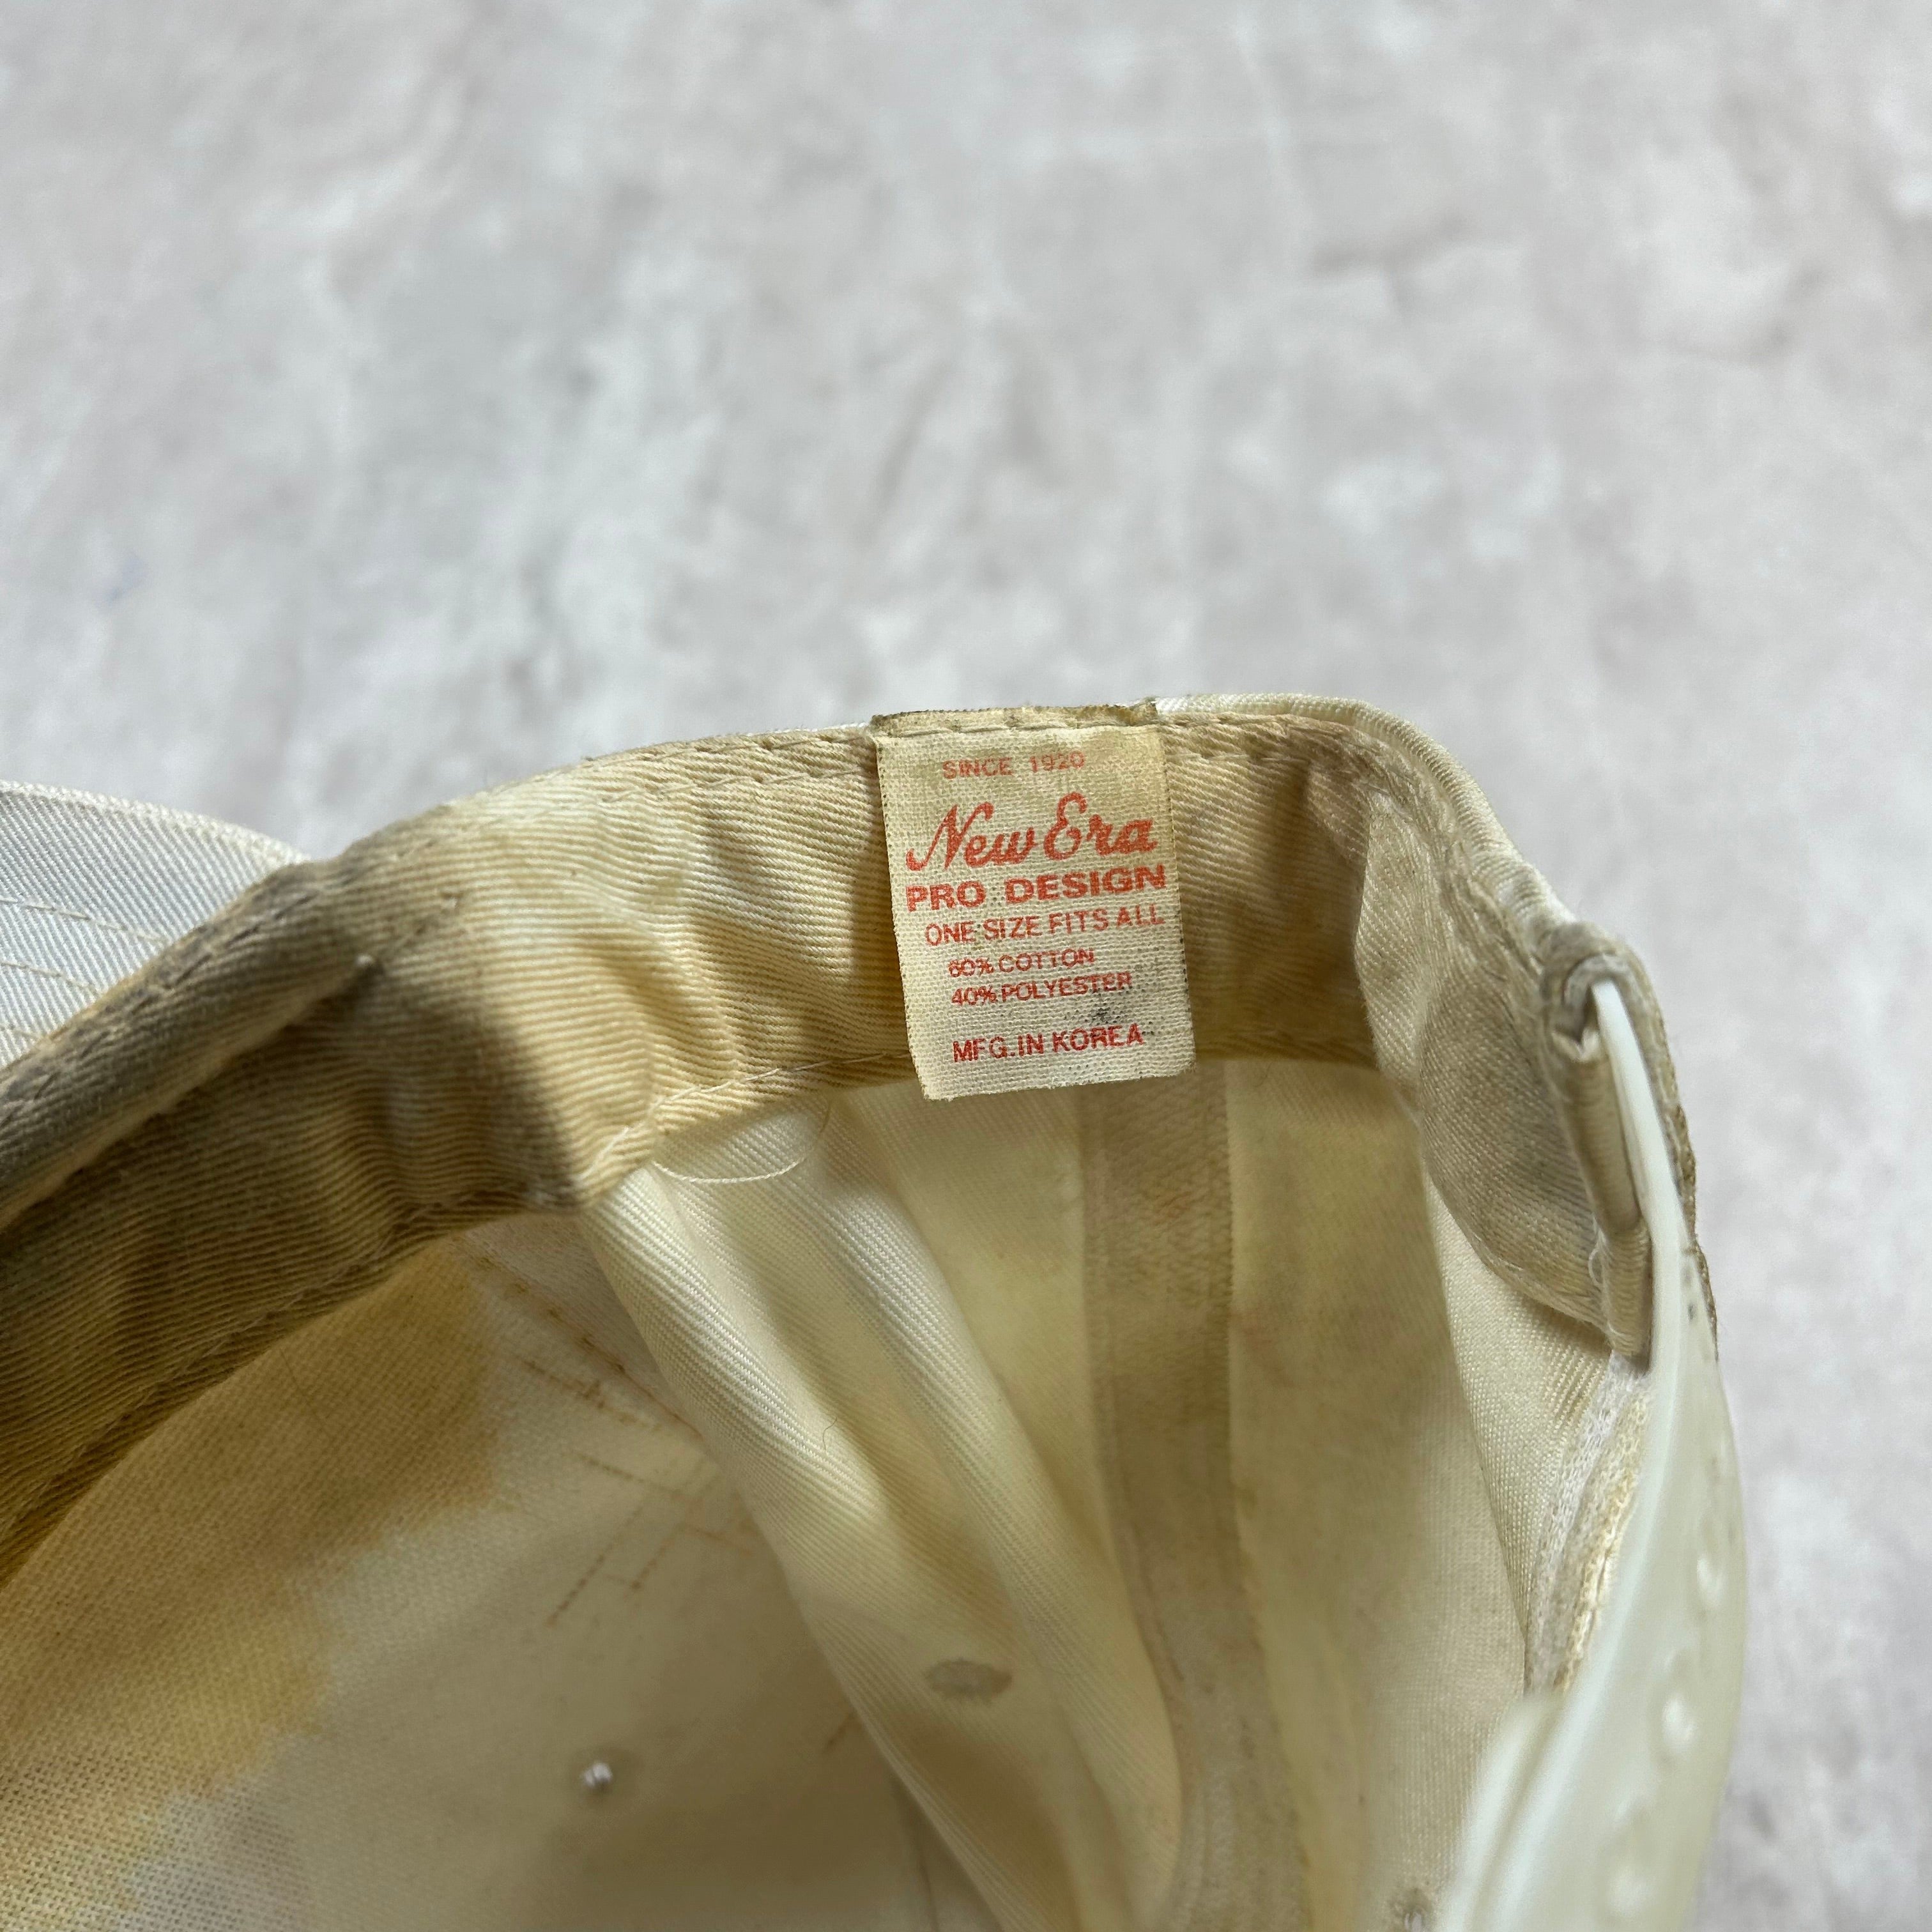 SINCE 1920
New Era
PRO DESIGN
ONE SIZE FITS ALL
60% COTTON
40% POLYESTER
MFG. IN KOREA